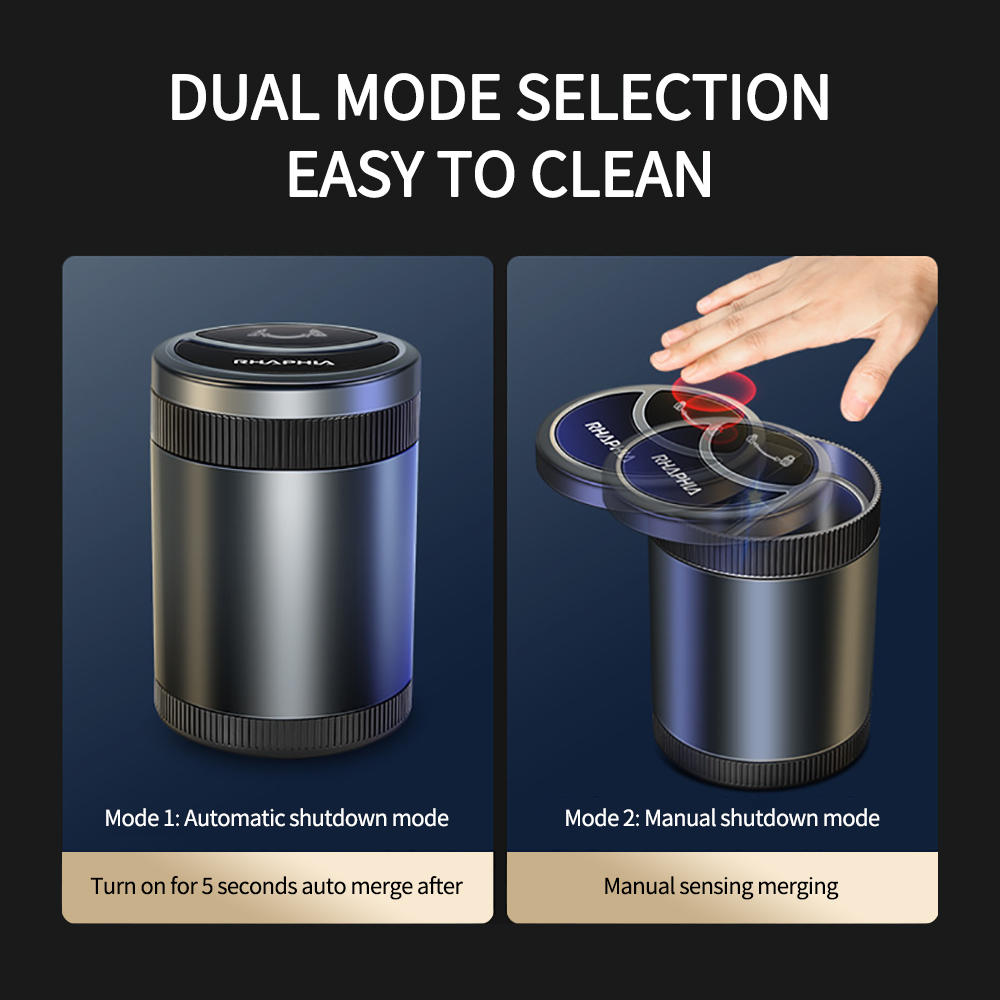 DUAL MODE SELECTION
EASY TO CLEAN
RHAPHIA
RHAPHIA
RHAPHIA
Mode 1: Automatic shutdown mode
Mode 2: Manual shutdown mode
Turn on for 5 seconds auto merge after
Manual sensing merging